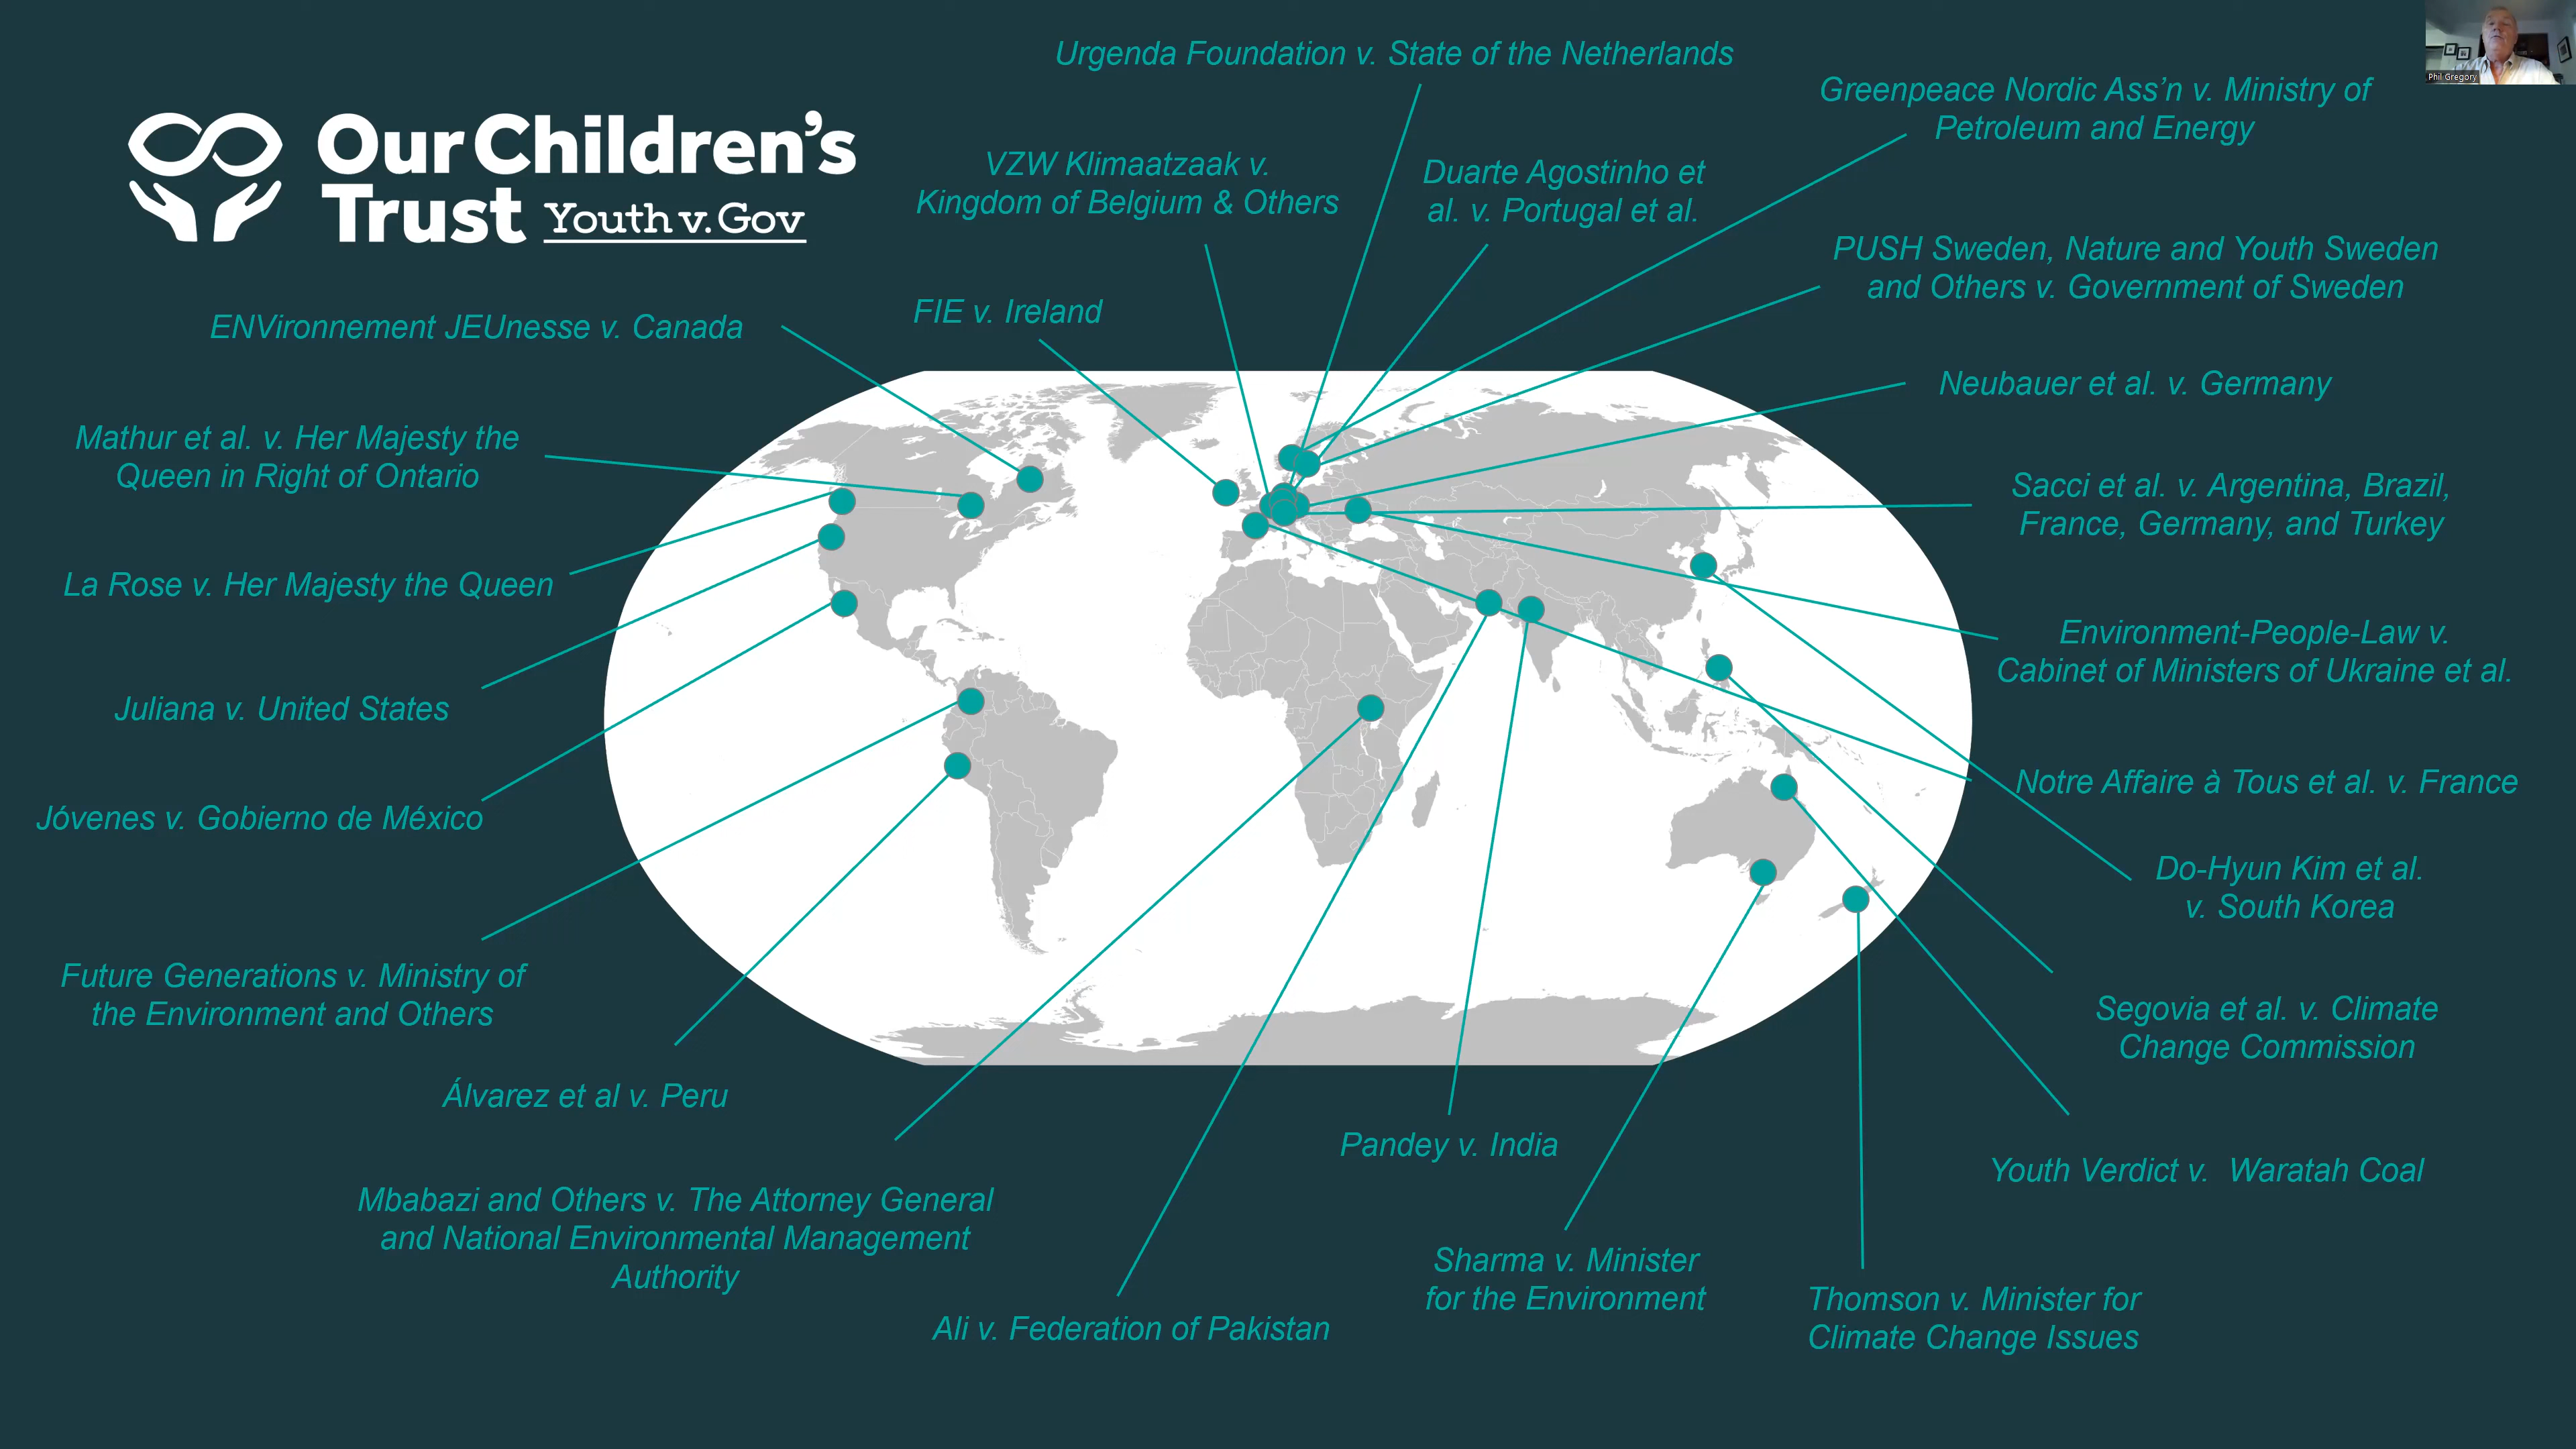 Phil Gregory
Our Children's
Trust Youth v. Gov
Urgenda Foundation v. State of the Netherlands
Greenpeace Nordic Ass'n v. Ministry of
Petroleum and Energy
VZW Klimaatzaak v.
Kingdom of Belgium & Others
Duarte Agostinho et
al. v. Portugal et al.
PUSH Sweden, Nature and Youth Sweden
and Others v. Government of Sweden
FIE v. Ireland
ENVironnement JEUnesse v. Canada
Neubauer et al. v. Germany
Mathur et al. v. Her Majesty the
Queen in Right of Ontario
Sacci et al. v. Argentina, Brazil,
France, Germany, and Turkey
La Rose v. Her Majesty the Queen
Environment-People-Law v.
Cabinet of Ministers of Ukraine et al.
Juliana v. United States
Notre Affaire à Tous et al. v. France
Jóvenes v. Gobierno de México
Do-Hyun Kim et al.
v. South Korea
Future Generations v. Ministry of
the Environment and Others
Segovia et al. v. Climate
Change Commission
Álvarez et al v. Peru
Pandey v. India
Youth Verdict v. Waratah Coal
Mbabazi and Others v. The Attorney General
and National Environmental Management
Authority
Sharma v. Minister
for the Environment
Ali v. Federation of Pakistan
Thomson v. Minister for
Climate Change Issues